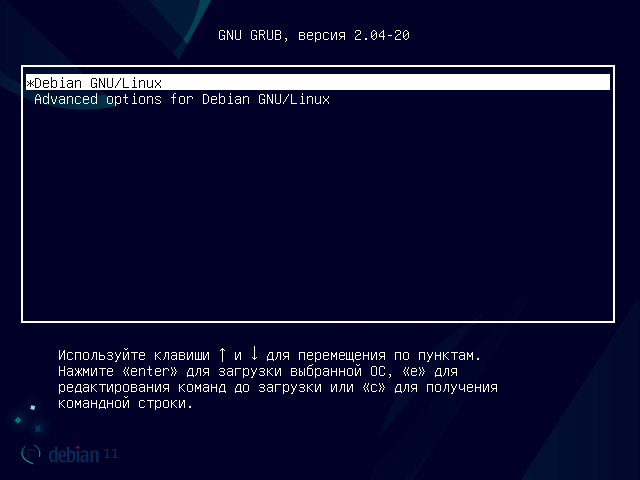 GNU GRUB, версия 2.04-20
*Debian GNU/Linux
Advanced options for Debian GNU/Linux
Используйте клавиши ↑ и ↓ для перемещения по пунктам.
Нажмите «enter» для загрузки выбранной ОС, «e» для
редактирования команд до загрузки или «c» для получения
командной строки.
debian 11